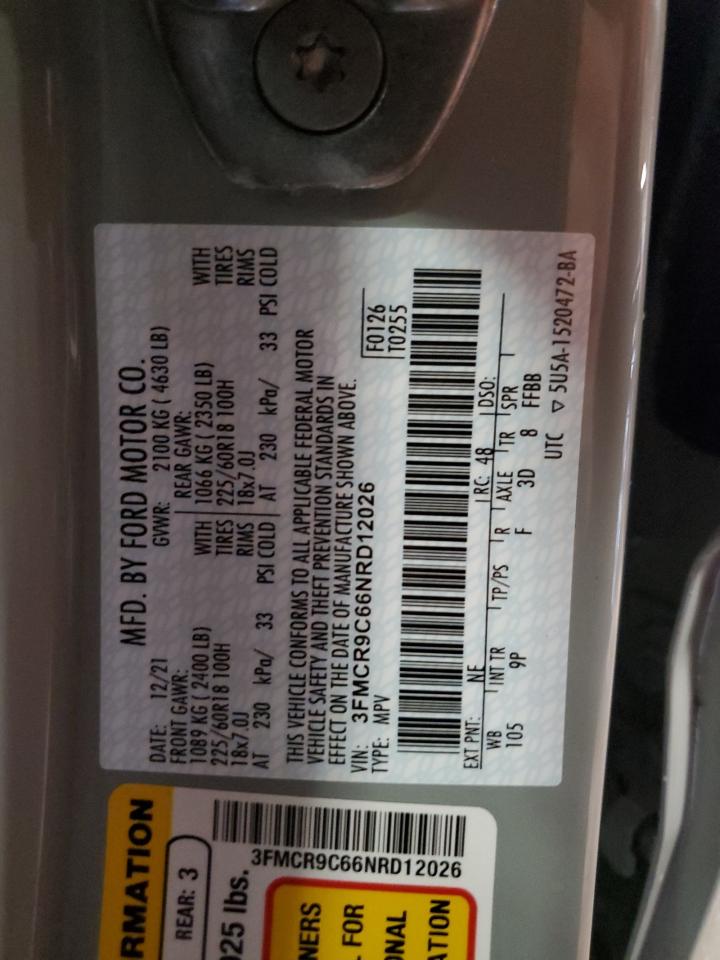 MFD. BY FORD MOTOR CO.
DATE: 12/21 GVWR: 2100 KG ( 4630 LB)
FRONT GAWR: REAR GAWR:
1089 KG ( 2400 LB) WITH 1066 KG ( 2350 LB) WITH
225/60R18 100H TIRES 225/60R18 100H TIRES
18x7.0J RIMS 18x7.0J RIMS
AT 230 kPa/ 33 PSI COLD AT 230 kPa/ 33 PSI COLD
THIS VEHICLE CONFORMS TO ALL APPLICABLE FEDERAL MOTOR
VEHICLE SAFETY AND THEFT PREVENTION STANDARDS IN
EFFECT ON THE DATE OF MANUFACTURE SHOWN ABOVE.
VIN: 3FMCR9C66NRD12026 F0126
TYPE: MPV T0255
EXT PNT: NE RC: 48 DSO:
WB INT TR TP/PS R AXLE TR SPR
105 9P F 3D 8 FFBB
UTC ▽ 5U5A-1520472-BA
RMATION
REAR: 3
025 lbs.
3FMCR9C66NRD12026
NERS
L FOR
ONAL
ATION